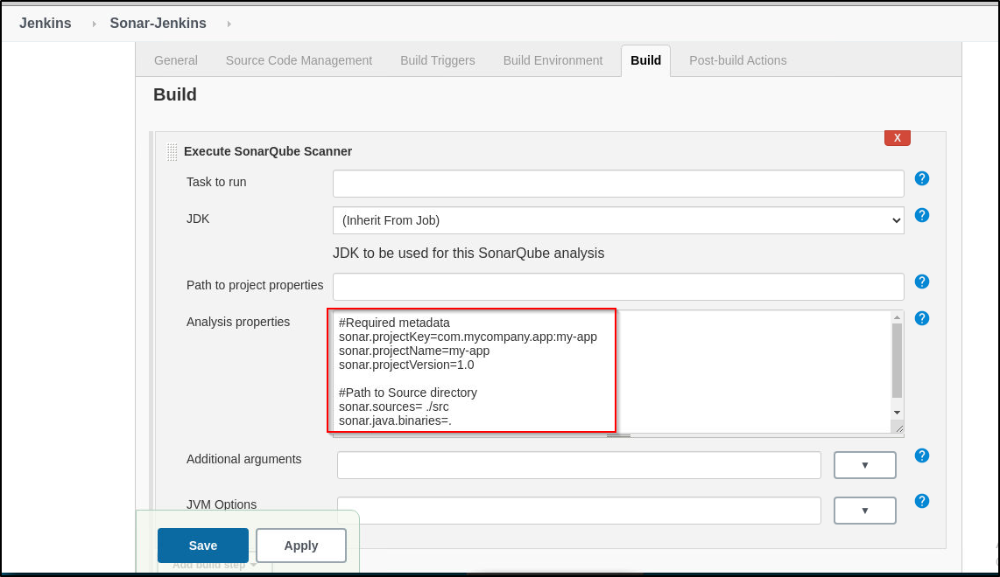 Jenkins Sonar-Jenkins
General Source Code Management Build Triggers Build Environment Build Post-build Actions
Build
X
Execute SonarQube Scanner
Task to run
?
JDK (Inherit From Job)
?
JDK to be used for this SonarQube analysis
Path to project properties
?
Analysis properties
?
#Required metadata
sonar.projectKey=com.mycompany.app:my-app
sonar.projectName=my-app
sonar.projectVersion=1.0
#Path to Source directory
sonar.sources= ./src
sonar.java.binaries=.
Additional arguments
?
JVM Options
?
Save Apply
Add build step